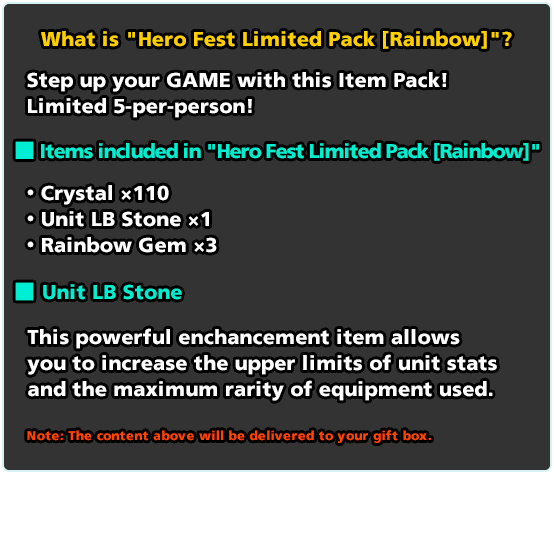 What is "Hero Fest Limited Pack [Rainbow]"?
Step up your GAME with this Item Pack!
Limited 5-per-person!
■ Items included in "Hero Fest Limited Pack [Rainbow]"
• Crystal ×110
• Unit LB Stone ×1
• Rainbow Gem ×3
■ Unit LB Stone
This powerful enchancement item allows
you to increase the upper limits of unit stats
and the maximum rarity of equipment used.
Note: The content above will be delivered to your gift box.